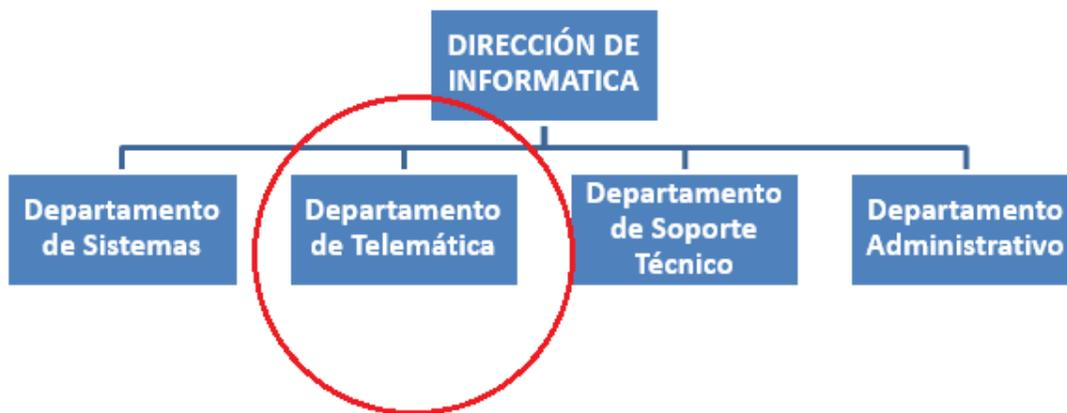 DIRECCIÓN DE
INFORMATICA
Departamento
de Sistemas
Departamento
de Telemática
Departamento
de Soporte
Técnico
Departamento
Administrativo